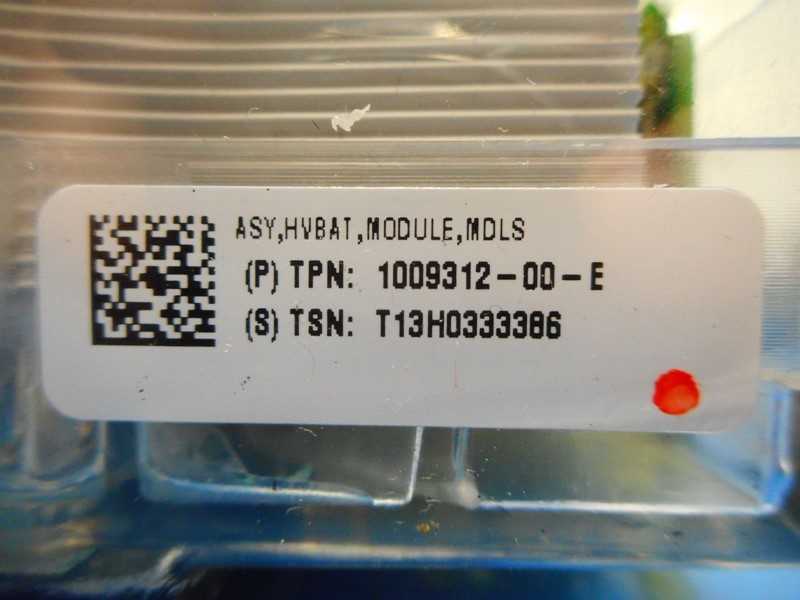 ASY,HVBAT,MODULE,MDLS
(P) TPN: 1009312-00-E
(S) TSN: T13H0333386